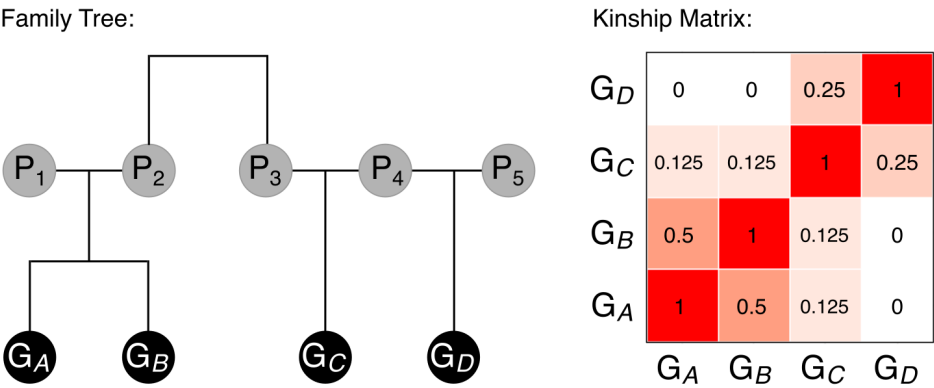 Family Tree:
P1 P2 P3 P4 P5
GA GB GC GD
Kinship Matrix:
GD 0 0 0.25 1
GC 0.125 0.125 1 0.25
GB 0.5 1 0.125 0
GA 1 0.5 0.125 0
GA GB GC GD